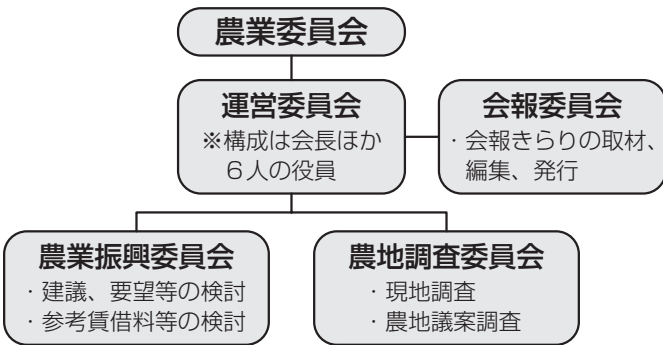 農業委員会
運営委員会
※構成は会長ほか
6人の役員
会報委員会
・会報きらりの取材、
編集、発行
農業振興委員会
・建議、要望等の検討
・参考賃借料等の検討
農地調査委員会
・現地調査
・農地議案調査